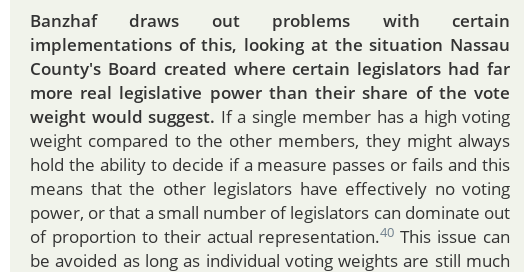 Banzhaf draws out problems with certain
implementations of this, looking at the situation Nassau
County's Board created where certain legislators had far
more real legislative power than their share of the vote
weight would suggest. If a single member has a high voting
weight compared to the other members, they might always
hold the ability to decide if a measure passes or fails and this
means that the other legislators have effectively no voting
power, or that a small number of legislators can dominate out
of proportion to their actual representation.40 This issue can
be avoided as long as individual voting weights are still much